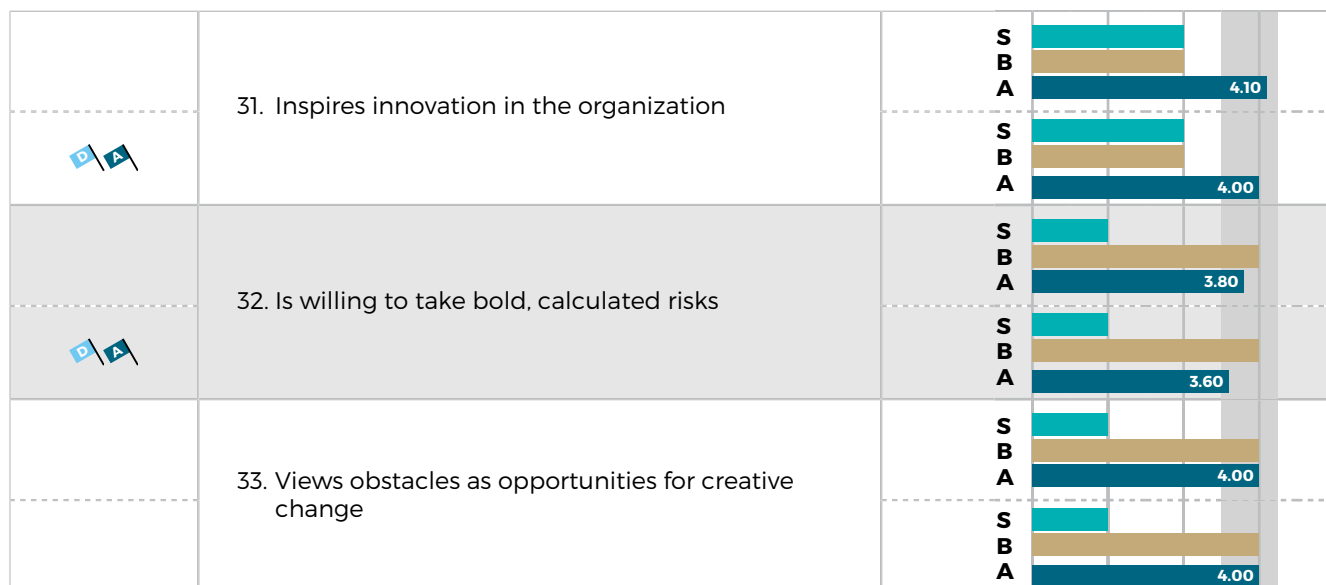 S
B
A 4.10
31. Inspires innovation in the organization
D A
S
B
A 4.00
S
B
A 3.80
32. Is willing to take bold, calculated risks
D A
S
B
A 3.60
S
B
A 4.00
33. Views obstacles as opportunities for creative
change
S
B
A 4.00